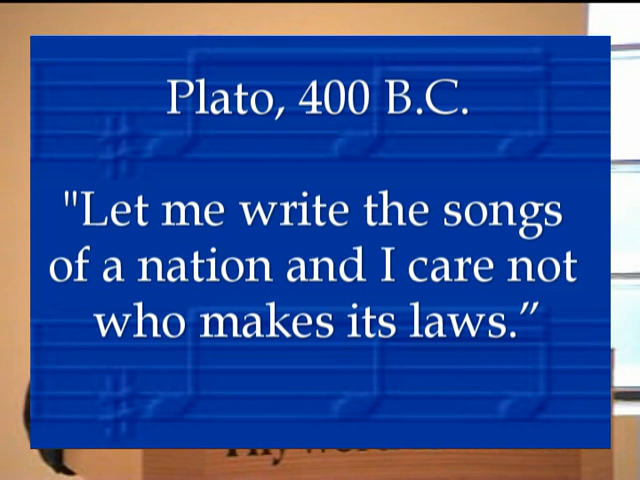 Plato, 400 B.C.
"Let me write the songs
of a nation and I care not
who makes its laws.”